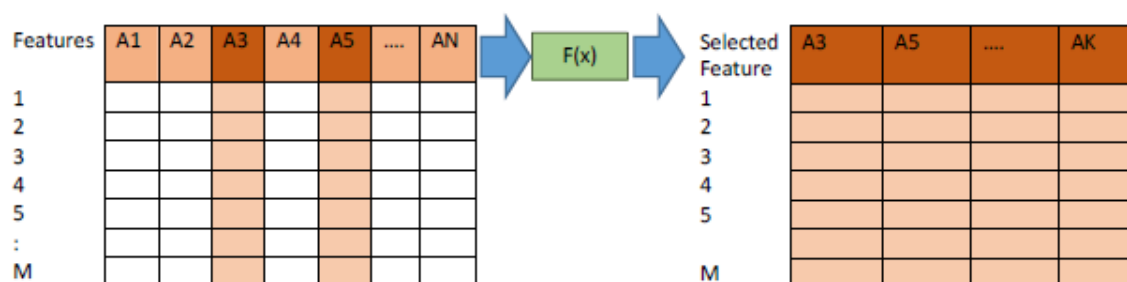 Features A1 A2 A3 A4 A5 .... AN
1
2
3
4
5
:
M
F(x)
Selected Feature A3 A5 .... AK
1
2
3
4
5
M